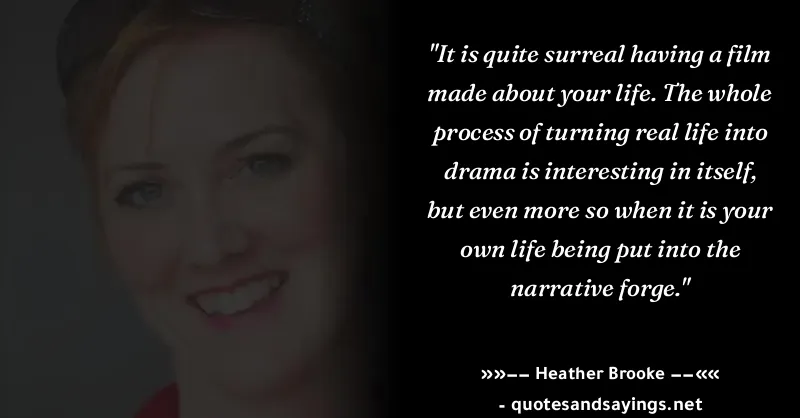 "It is quite surreal having a film
made about your life. The whole
process of turning real life into
drama is interesting in itself,
but even more so when it is your
own life being put into the
narrative forge."
»»−− Heather Brooke −−««
- quotesandsayings.net